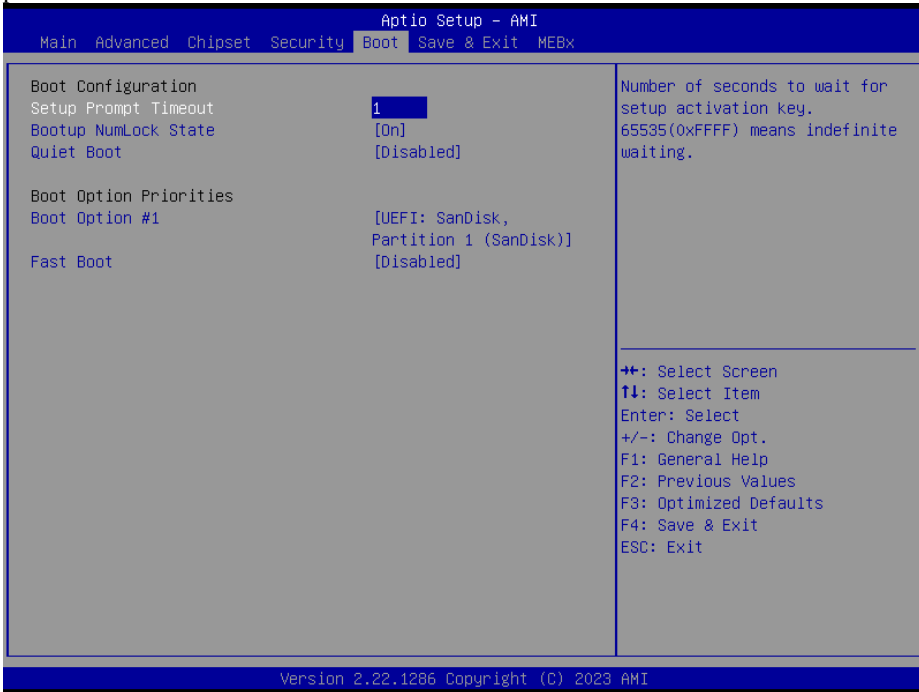 Aptio Setup – AMI
Main Advanced Chipset Security Boot Save & Exit MEBx
Boot Configuration
Setup Prompt Timeout 1
Bootup NumLock State [On]
Quiet Boot [Disabled]
Boot Option Priorities
Boot Option #1 [UEFI: SanDisk,
Partition 1 (SanDisk)]
Fast Boot [Disabled]
Number of seconds to wait for
setup activation key.
65535(0xFFFF) means indefinite
waiting.
→←: Select Screen
↑↓: Select Item
Enter: Select
+/-: Change Opt.
F1: General Help
F2: Previous Values
F3: Optimized Defaults
F4: Save & Exit
ESC: Exit
Version 2.22.1286 Copyright (C) 2023 AMI